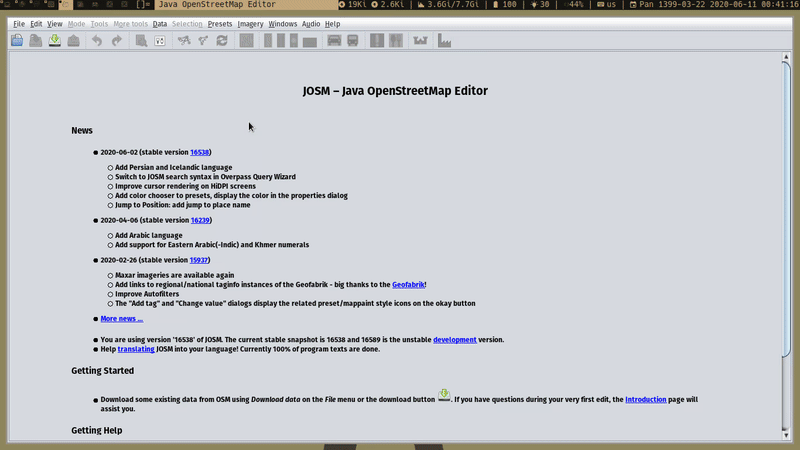 Java OpenStreetMap Editor 19Ki 2.6Ki 3.6Gi/7.7Gi 100 30 44% us Pan 1399-03-22 2020-06-11 00:41:16
File Edit View Mode Tools More tools Data Selection Presets Imagery Windows Audio Help
JOSM – Java OpenStreetMap Editor
News
2020-06-02 (stable version 16538)
Add Persian and Icelandic language
Switch to JOSM search syntax in Overpass Query Wizard
Improve cursor rendering on HiDPI screens
Add color chooser to presets, display the color in the properties dialog
Jump to Position: add jump to place name
2020-04-06 (stable version 16239)
Add Arabic language
Add support for Eastern Arabic(-Indic) and Khmer numerals
2020-02-26 (stable version 15937)
Maxar imageries are available again
Add links to regional/national taginfo instances of the Geofabrik - big thanks to the Geofabrik!
Improve Autofilters
The "Add tag" and "Change value" dialogs display the related preset/mappaint style icons on the okay button
More news ...
You are using version '16538' of JOSM. The current stable snapshot is 16538 and 16589 is the unstable development version.
Help translating JOSM into your language! Currently 100% of program texts are done.
Getting Started
Download some existing data from OSM using Download data on the File menu or the download button . If you have questions during your very first edit, the Introduction page will
assist you.
Getting Help